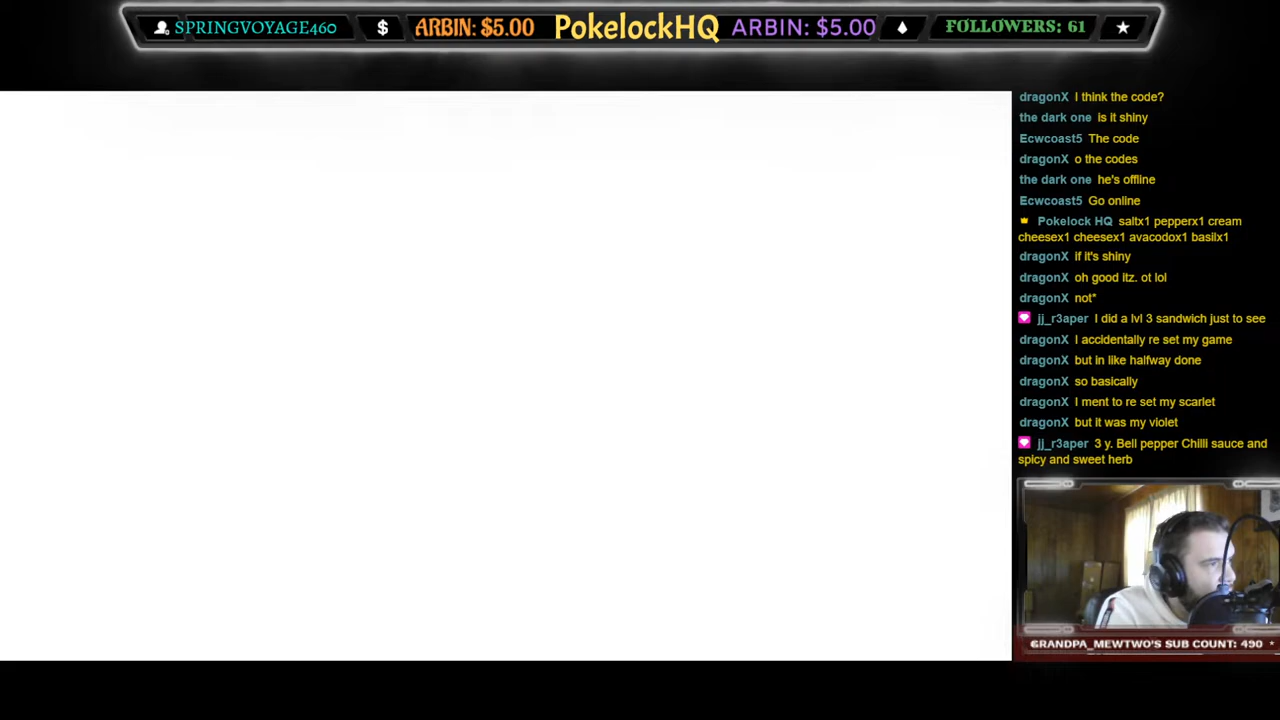 SPRINGVOYAGE460 $ ARBIN: $5.00 PokelockHQ ARBIN: $5.00 FOLLOWERS: 61
dragonX I think the code?
the dark one is it shiny
Ecwcoast5 The code
dragonX o the codes
the dark one he's offline
Ecwcoast5 Go online
Pokelock HQ saltx1 pepperx1 cream
cheesex1 cheesex1 avacodox1 basilx1
dragonX if it's shiny
dragonX oh good itz. ot lol
dragonX not*
jj_r3aper I did a lvl 3 sandwich just to see
dragonX I accidentally re set my game
dragonX but in like halfway done
dragonX so basically
dragonX I ment to re set my scarlet
dragonX but it was my violet
jj_r3aper 3 y. Bell pepper Chilli sauce and
spicy and sweet herb
GRANDPA_MEWTWO'S SUB COUNT: 490 *